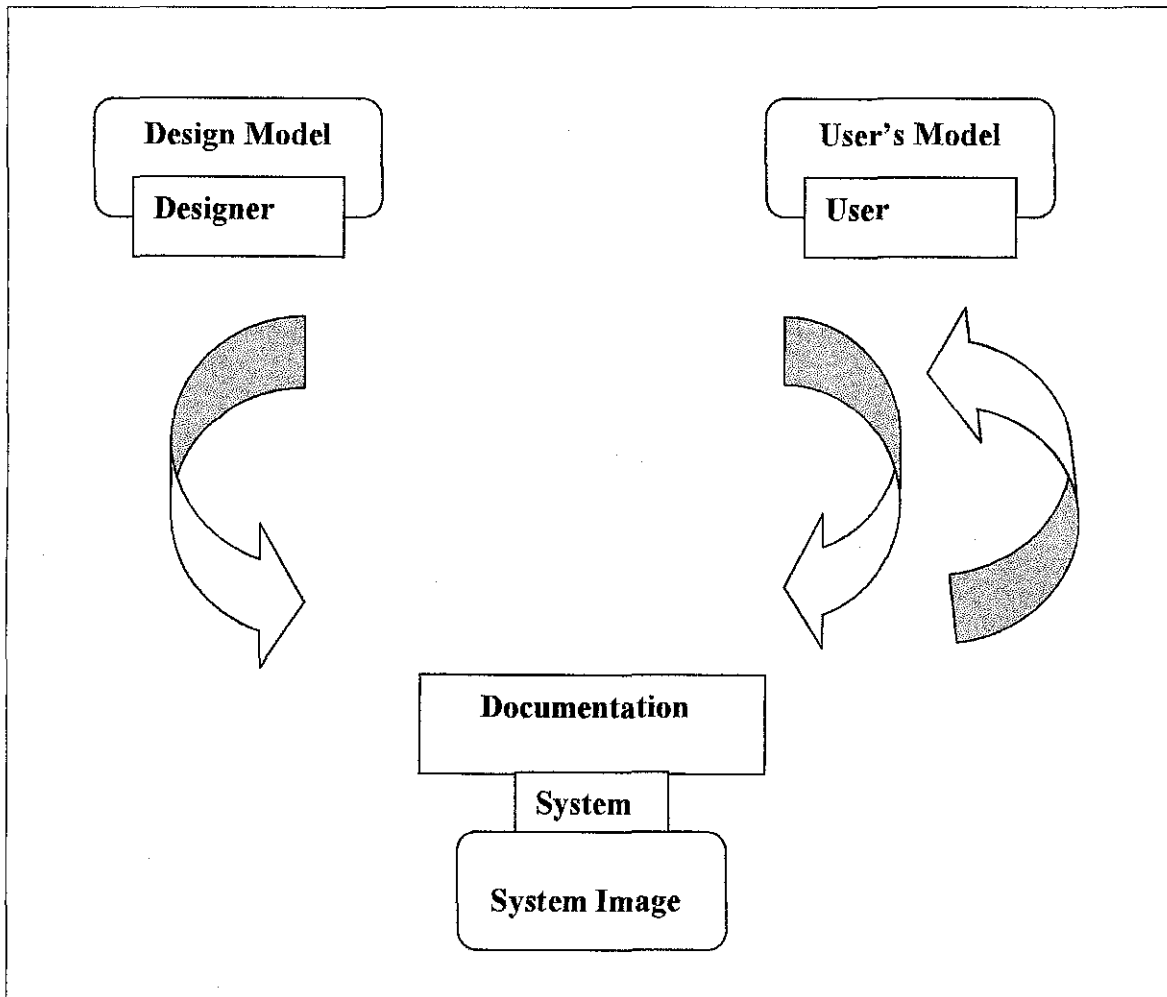 Design Model
Designer
User's Model
User
Documentation
System
System Image